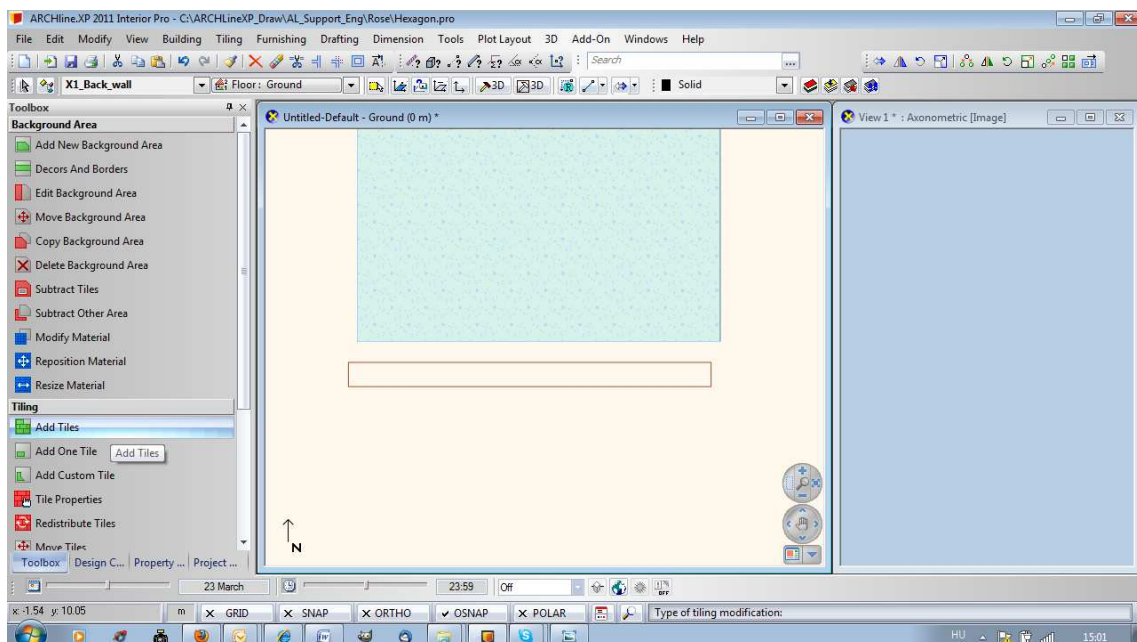 ARCHline.XP 2011 Interior Pro - C:\ARCHLineXP_Draw\AL_Support_Eng\Rose\Hexagon.pro
File Edit Modify View Building Tiling Furnishing Drafting Dimension Tools Plot Layout 3D Add-On Windows Help
Search ...
X1_Back_wall Floor: Ground 3D 3D Solid
Toolbox
Background Area
Add New Background Area
Decors And Borders
Edit Background Area
Move Background Area
Copy Background Area
Delete Background Area
Subtract Tiles
Subtract Other Area
Modify Material
Reposition Material
Resize Material
Tiling
Add Tiles
Add One Tile
Add Tiles
Add Custom Tile
Tile Properties
Redistribute Tiles
Move Tiles
Toolbox Design C... Property ... Project ...
Untitled-Default - Ground (0 m) *
N
View 1 * : Axonometric [Image]
23 March 23:59 Off OFF
x: -1.54 y: 10.05 m GRID SNAP ORTHO OSNAP POLAR Type of tiling modification:
HU 15:01